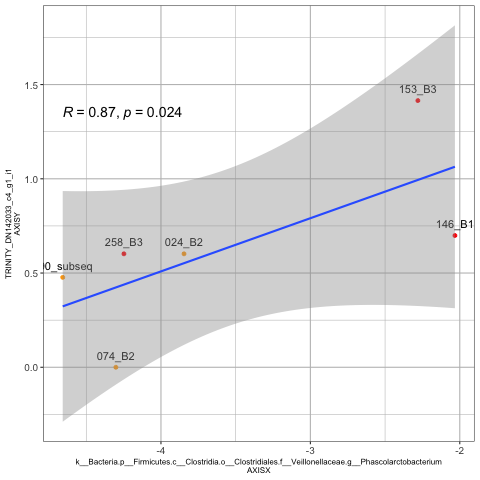 153_B3
1.5
R = 0.87, p = 0.024
1.0
TRINITY_DN142033_c4_g1_i1
AXISY
146_B1
258_B3
024_B2
0_subseq
0.5
074_B2
0.0
-4
-3
-2
k__Bacteria.p__Firmicutes.c__Clostridia.o__Clostridiales.f__Veillonellaceae.g__Phascolarctobacterium
AXISX